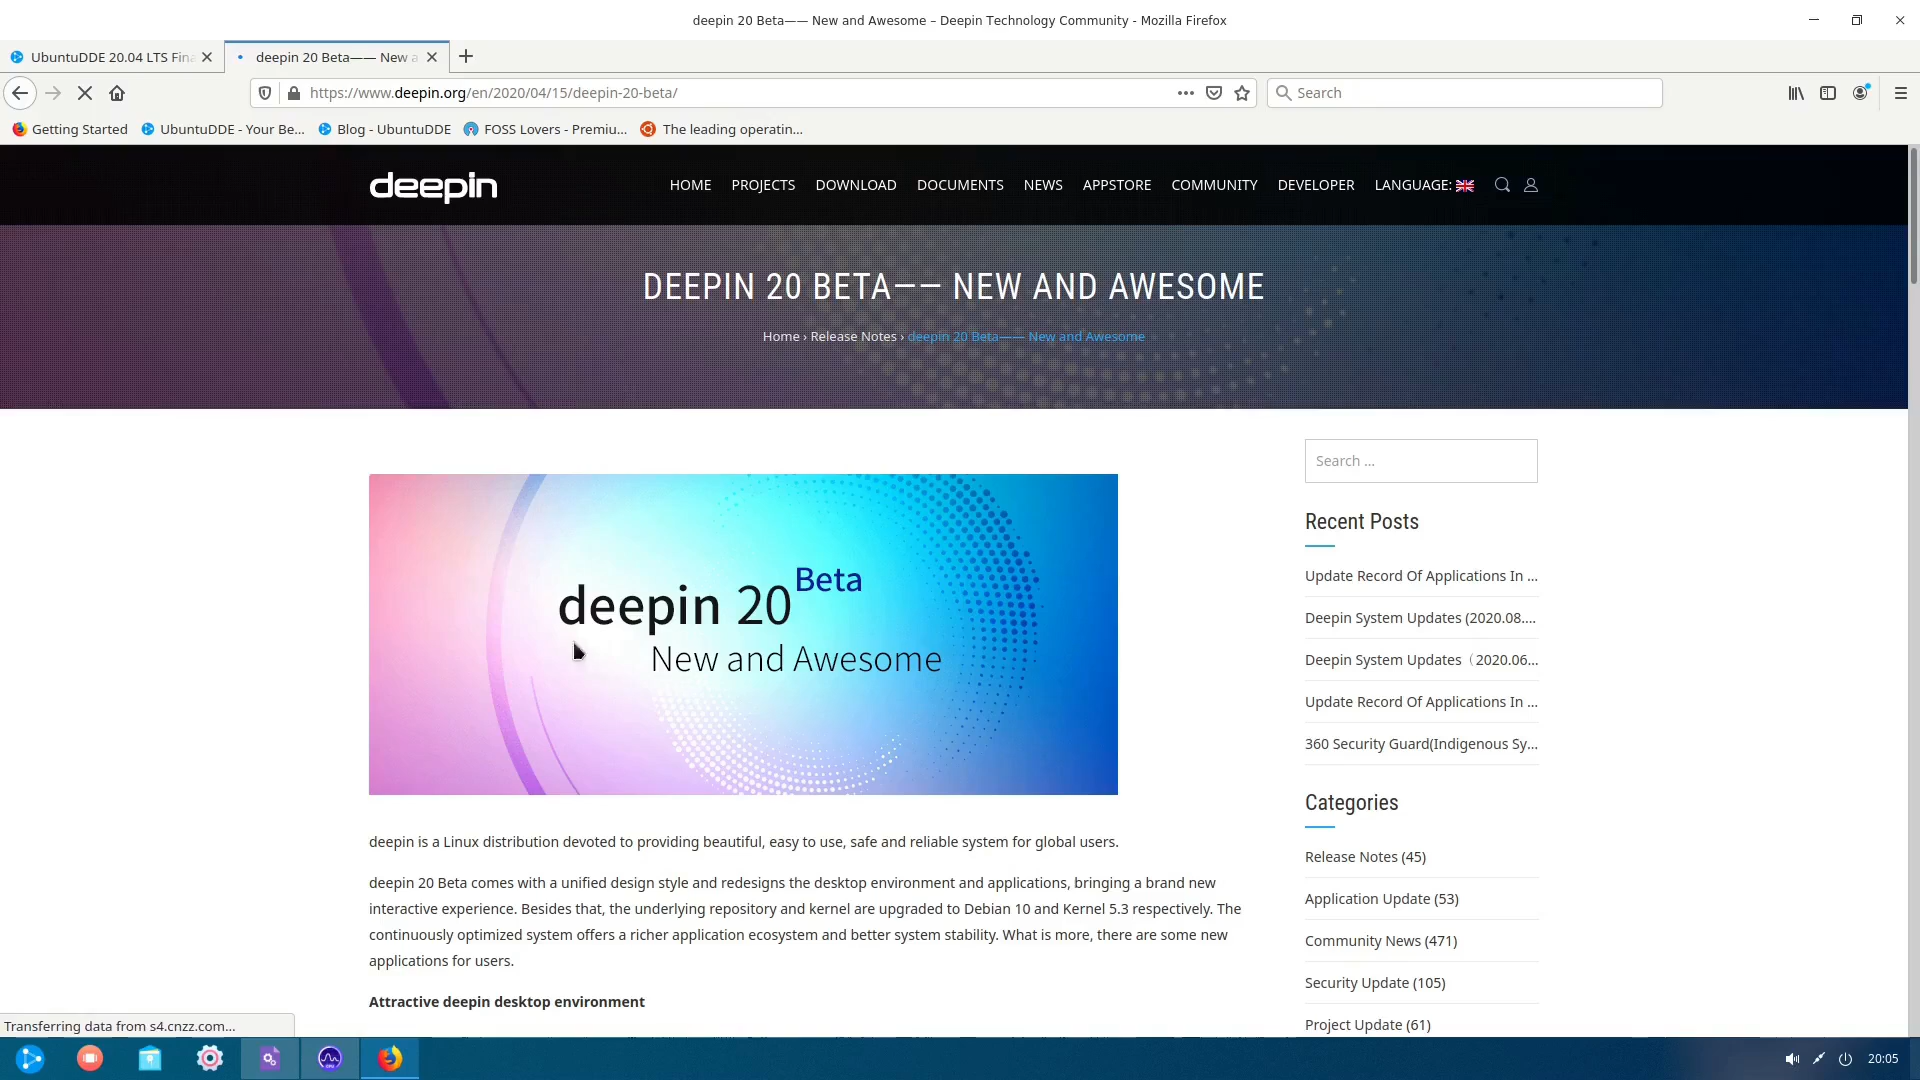 deepin 20 Beta—— New and Awesome – Deepin Technology Community - Mozilla Firefox
UbuntuDDE 20.04 LTS Fina
deepin 20 Beta—— New a
https://www.deepin.org/en/2020/04/15/deepin-20-beta/
Search
Getting Started
UbuntuDDE - Your Be...
Blog - UbuntuDDE
FOSS Lovers - Premiu...
The leading operatin...
deepin
HOME PROJECTS DOWNLOAD DOCUMENTS NEWS APPSTORE COMMUNITY DEVELOPER LANGUAGE:
DEEPIN 20 BETA—— NEW AND AWESOME
Home › Release Notes › deepin 20 Beta—— New and Awesome
deepin 20 Beta
New and Awesome
deepin is a Linux distribution devoted to providing beautiful, easy to use, safe and reliable system for global users.
deepin 20 Beta comes with a unified design style and redesigns the desktop environment and applications, bringing a brand new
interactive experience. Besides that, the underlying repository and kernel are upgraded to Debian 10 and Kernel 5.3 respectively. The
continuously optimized system offers a richer application ecosystem and better system stability. What is more, there are some new
applications for users.
Attractive deepin desktop environment
Search ...
Recent Posts
Update Record Of Applications In ...
Deepin System Updates (2020.08....
Deepin System Updates（2020.06...
Update Record Of Applications In ...
360 Security Guard(Indigenous Sy...
Categories
Release Notes (45)
Application Update (53)
Community News (471)
Security Update (105)
Project Update (61)
Transferring data from s4.cnzz.com...
20:05